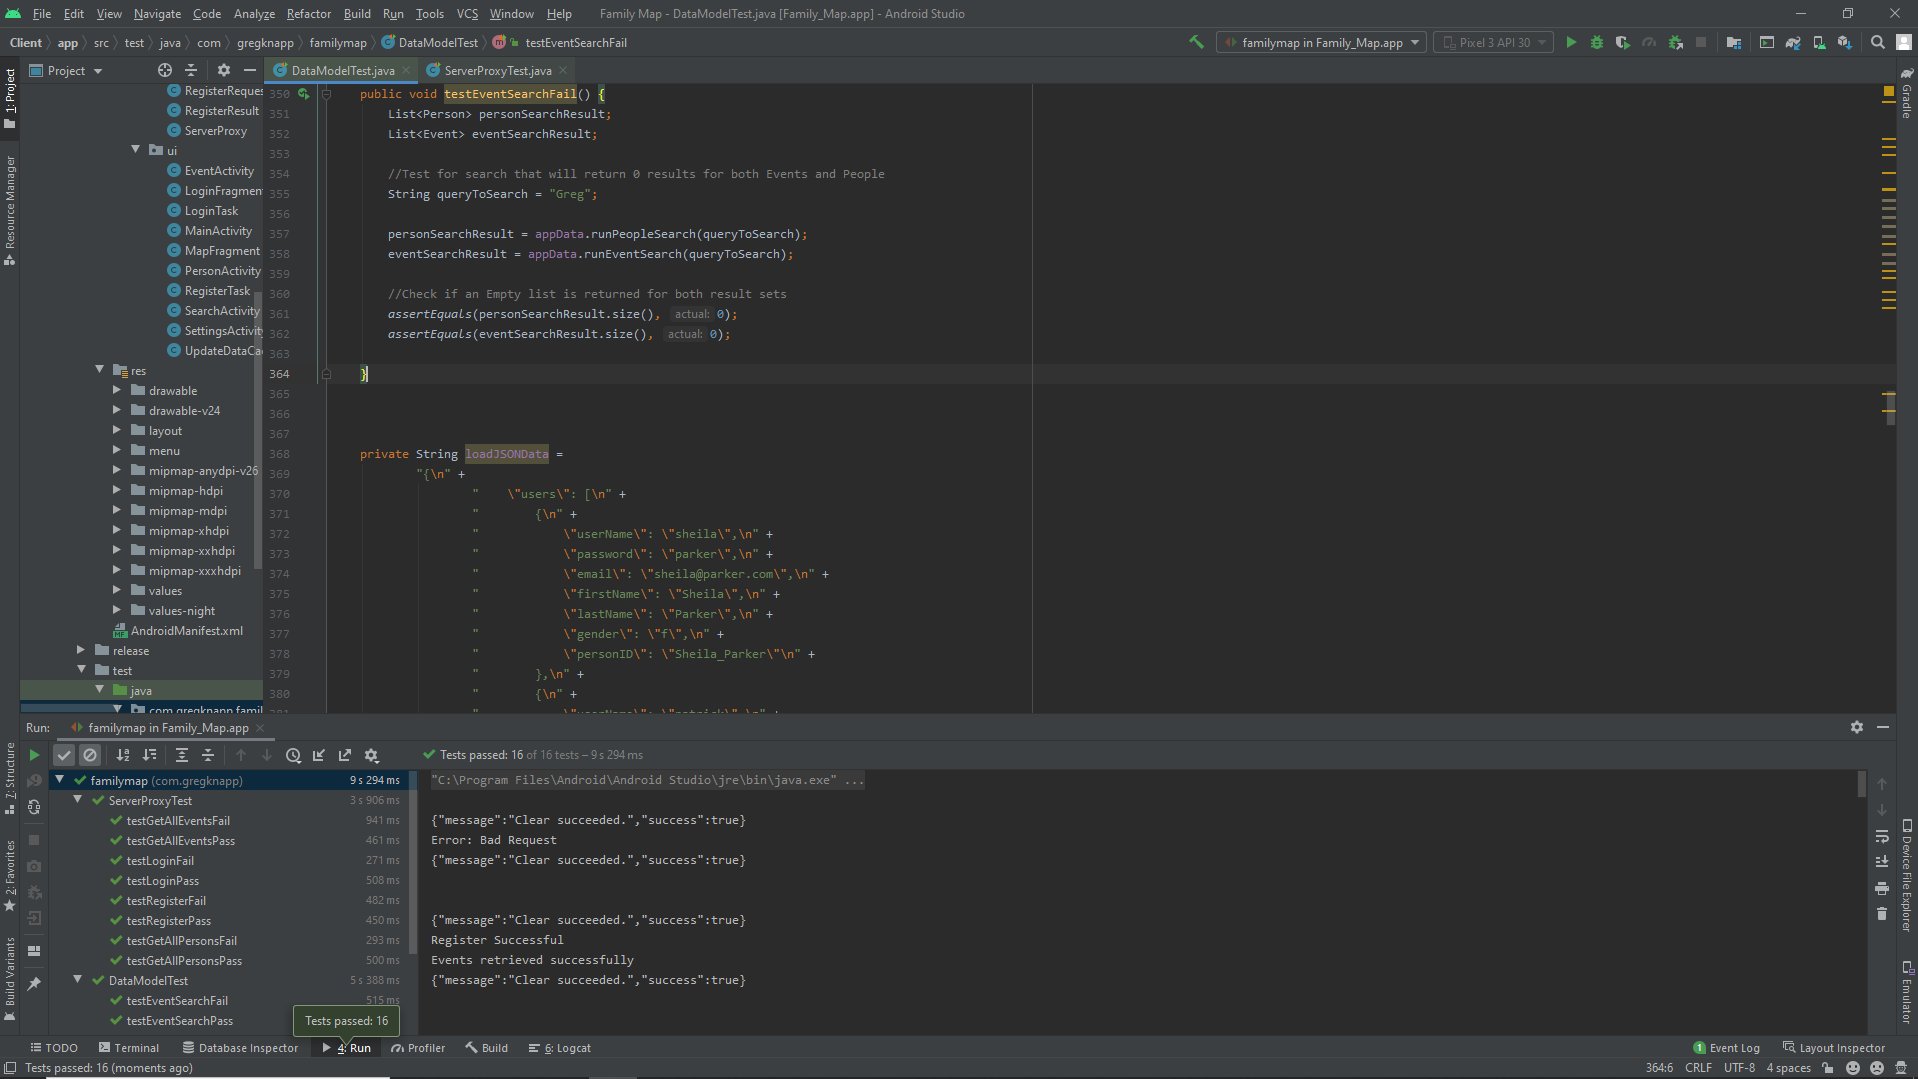 File Edit View Navigate Code Analyze Refactor Build Run Tools VCS Window Help Family Map - DataModelTest.java [Family_Map.app] - Android Studio
Client app src test java com gregknapp familymap DataModelTest testEventSearchFail familymap in Family_Map.app Pixel 3 API 30
Project DataModelTest.java ServerProxyTest.java
1: Project
Resource Manager
7: Structure
2: Favorites
Build Variants
RegisterReques
RegisterResult
ServerProxy
ui
EventActivity
LoginFragmen
LoginTask
MainActivity
MapFragment
PersonActivity
RegisterTask
SearchActivity
SettingsActivity
UpdateDataCa
res
drawable
drawable-v24
layout
menu
mipmap-anydpi-v26
mipmap-hdpi
mipmap-mdpi
mipmap-xhdpi
mipmap-xxhdpi
mipmap-xxxhdpi
values
values-night
AndroidManifest.xml
release
test
java
com.gregknapp.famil
350 public void testEventSearchFail() {
351 List<Person> personSearchResult;
352 List<Event> eventSearchResult;
353
354 //Test for search that will return 0 results for both Events and People
355 String queryToSearch = "Greg";
356
357 personSearchResult = appData.runPeopleSearch(queryToSearch);
358 eventSearchResult = appData.runEventSearch(queryToSearch);
359
360 //Check if an Empty list is returned for both result sets
361 assertEquals(personSearchResult.size(), actual: 0);
362 assertEquals(eventSearchResult.size(), actual: 0);
363
364 }
365
366
367
368 private String loadJSONData =
369 "{\n" +
370 " \"users\": [\n" +
371 " {\n" +
372 " \"userName\": \"sheila\",\n" +
373 " \"password\": \"parker\",\n" +
374 " \"email\": \"sheila@parker.com\",\n" +
375 " \"firstName\": \"Sheila\",\n" +
376 " \"lastName\": \"Parker\",\n" +
377 " \"gender\": \"f\",\n" +
378 " \"personID\": \"Sheila_Parker\"\n" +
379 " },\n" +
380 " {\n" +
Gradle
Device File Explorer
Emulator
Run: familymap in Family_Map.app
Tests passed: 16 of 16 tests – 9 s 294 ms
familymap (com.gregknapp) 9 s 294 ms
ServerProxyTest 3 s 906 ms
testGetAllEventsFail 941 ms
testGetAllEventsPass 461 ms
testLoginFail 271 ms
testLoginPass 508 ms
testRegisterFail 482 ms
testRegisterPass 450 ms
testGetAllPersonsFail 293 ms
testGetAllPersonsPass 500 ms
DataModelTest 5 s 388 ms
testEventSearchFail 515 ms
testEventSearchPass
Tests passed: 16
"C:\Program Files\Android\Android Studio\jre\bin\java.exe" ...
{"message":"Clear succeeded.","success":true}
Error: Bad Request
{"message":"Clear succeeded.","success":true}
{"message":"Clear succeeded.","success":true}
Register Successful
Events retrieved successfully
{"message":"Clear succeeded.","success":true}
TODO Terminal Database Inspector 4: Run Profiler Build 6: Logcat 1 Event Log Layout Inspector
Tests passed: 16 (moments ago) 364:6 CRLF UTF-8 4 spaces